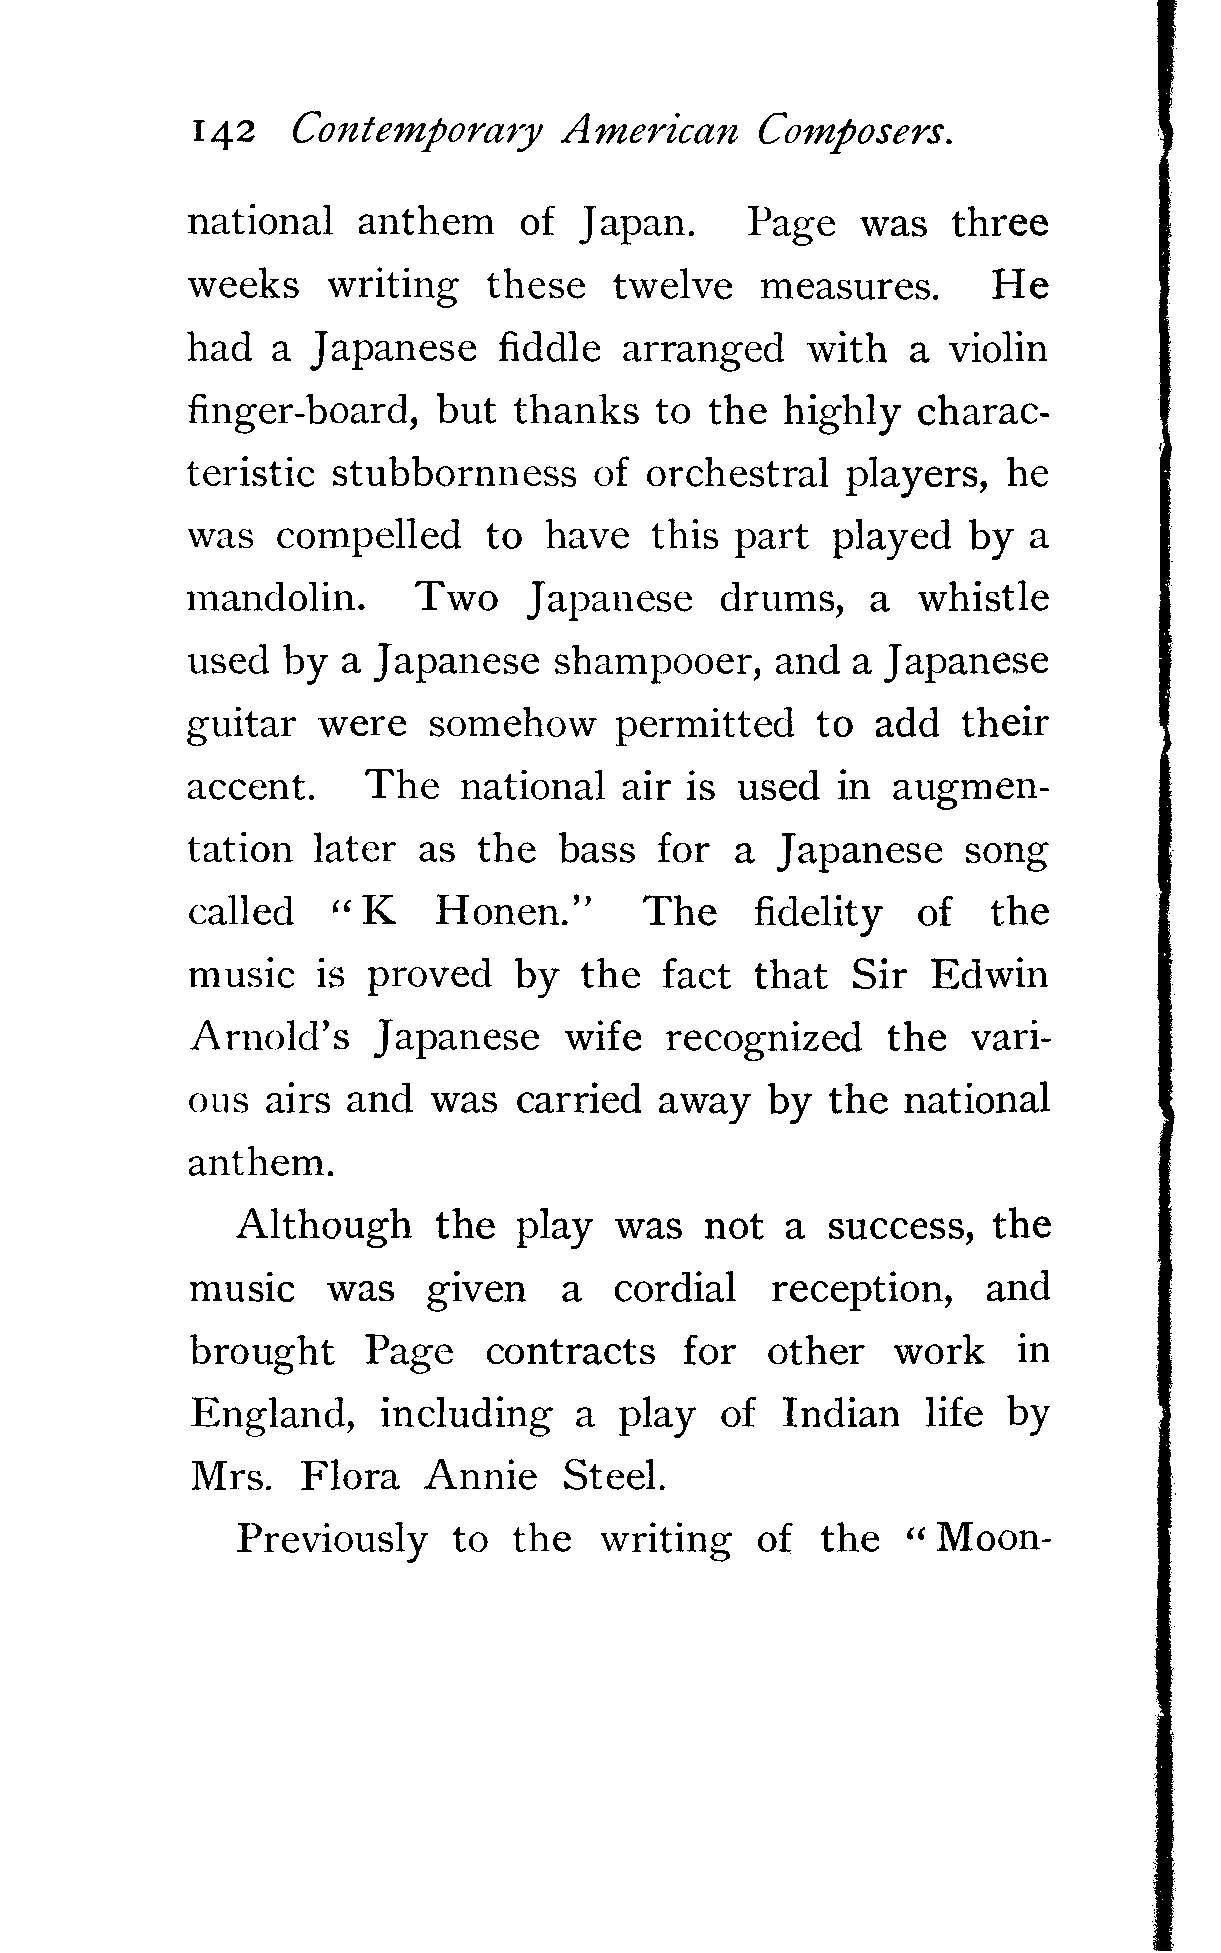 142 Contemporary American Composers.
national anthem of Japan. Page was three
weeks writing these twelve measures. He
had a Japanese fiddle arranged with a violin
finger-board, but thanks to the highly charac-
teristic stubbornness of orchestral players, he
was compelled to have this part played by a
mandolin. Two Japanese drums, a whistle
used by a Japanese shampooer, and a Japanese
guitar were somehow permitted to add their
accent. The national air is used in augmen-
tation later as the bass for a Japanese song
called “K Honen.” The fidelity of the
music is proved by the fact that Sir Edwin
Arnold’s Japanese wife recognized the vari-
ous airs and was carried away by the national
anthem.
Although the play was not a success, the
music was given a cordial reception, and
brought Page contracts for other work in
England, including a play of Indian life by
Mrs. Flora Annie Steel.
Previously to the writing of the “Moon-